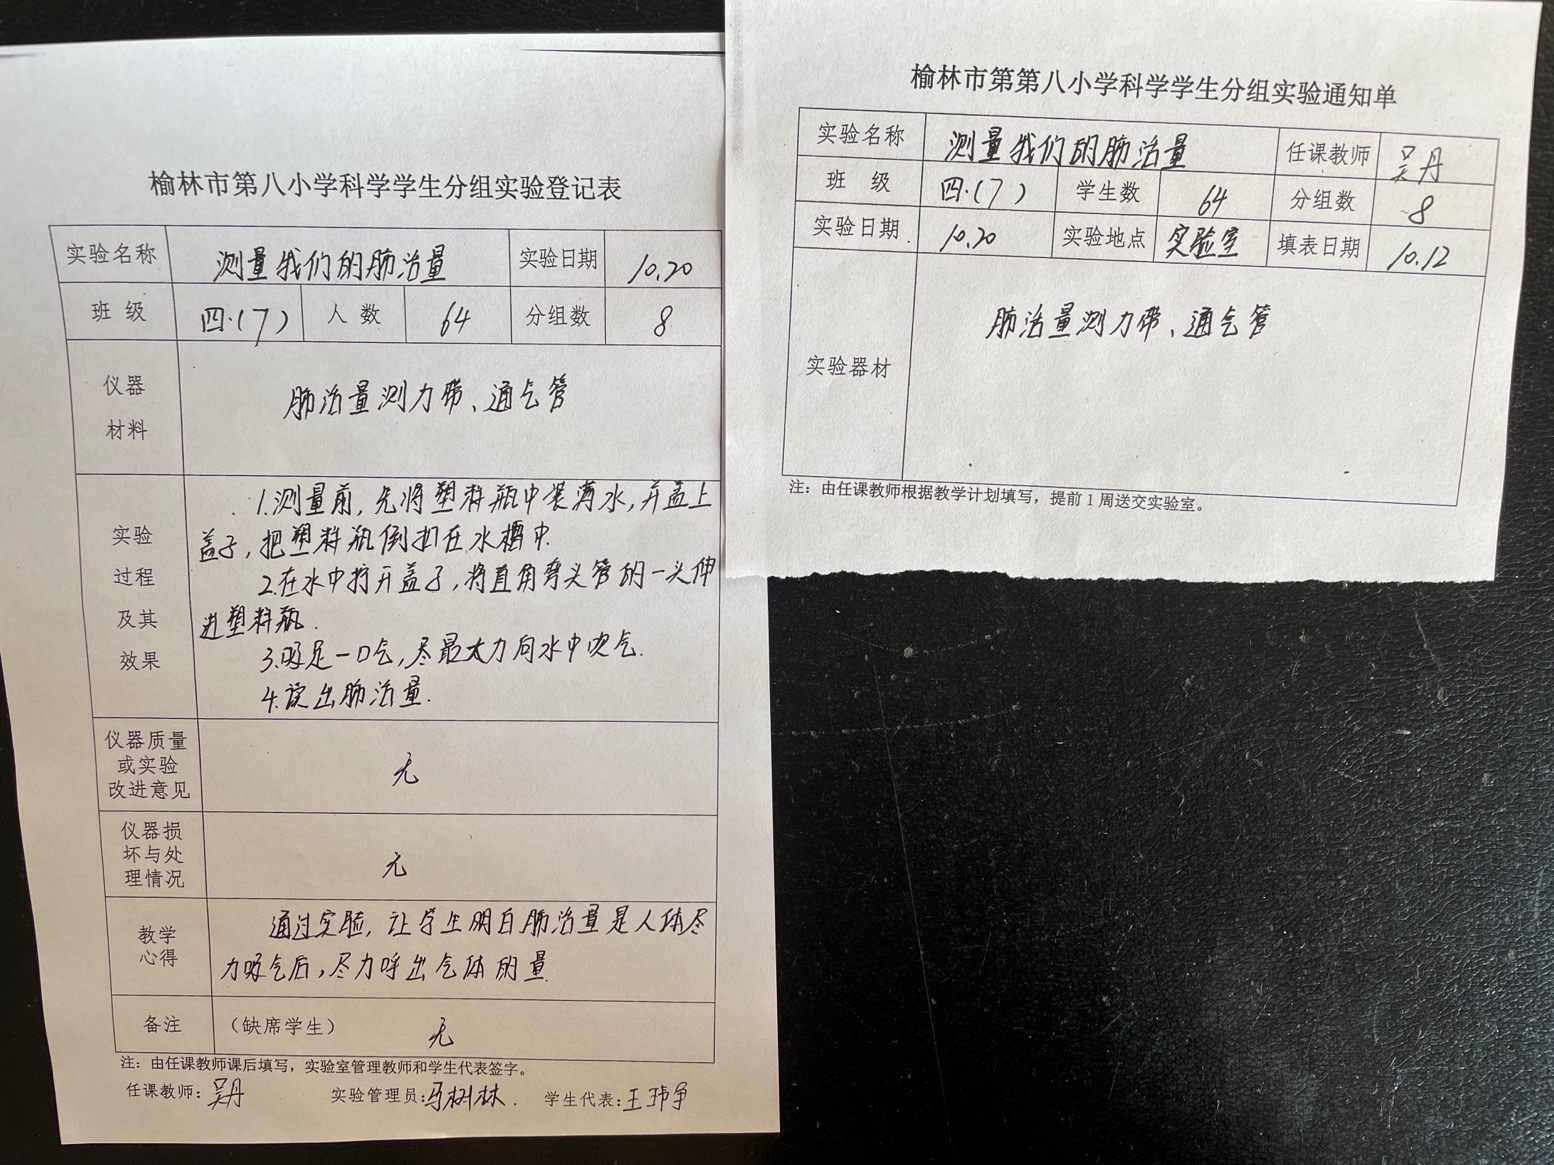 榆林市第八小学科学学生分组实验登记表
实验名称 测量我们的肺活量 实验日期 10.20
班 级 四.(7) 人 数 64 分组数 8
仪器
材料
肺活量测力带、通气管
实验
过程
及其
效果
1.测量前,先将塑料瓶中装满水,并盖上
盖子,把塑料瓶倒扣在水槽中.
2.在水中拧开盖子,将直角弯头管的一头伸
进塑料瓶.
3.吸足一口气,尽最大力向水中吹气.
4.读出肺活量.
仪器质量
或实验
改进意见
无
仪器损
坏与处
理情况
无
教学
心得
通过实验,让学生明白肺活量是人体尽
力吸气后,尽力呼出气体的量.
备注 (缺席学生) 无
注：由任课教师课后填写，实验室管理教师和学生代表签字。
任课教师：吴丹 实验管理员：马树林. 学生代表：王玮争
榆林市第第八小学科学学生分组实验通知单
实验名称 测量我们的肺活量 任课教师 吴丹
班 级 四.(7) 学生数 64 分组数 8
实验日期 10.20 实验地点 实验室 填表日期 10.12
实验器材
肺活量测力带、通气管
注：由任课教师根据教学计划填写，提前1周送交实验室。